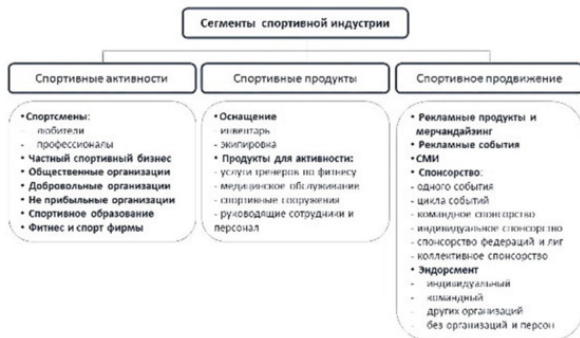 Сегменты спортивной индустрии
Спортивные активности
•Спортсмены:
- любители
- профессионалы
•Частный спортивный бизнес
•Общественные организации
•Добровольные организации
•Не прибыльные организации
•Спортивное образование
•Фитнес и спорт фирмы
Спортивные продукты
•Оснащение
- инвентарь
- экипировка
•Продукты для активности:
- услуги тренеров по фитнесу
- медицинское обслуживание
- спортивные сооружения
- руководящие сотрудники и
персонал
Спортивное продвижение
•Рекламные продукты и
мерчандайзинг
•Рекламные события
•СМИ
•Спонсорство:
- одного события
- цикла событий
- командное спонсорство
- индивидуальное спонсорство
- спонсорство федераций и лиг
- коллективное спонсорство
•Эндорсмент
- индивидуальный
- командный
- других организаций
- без организаций и персон